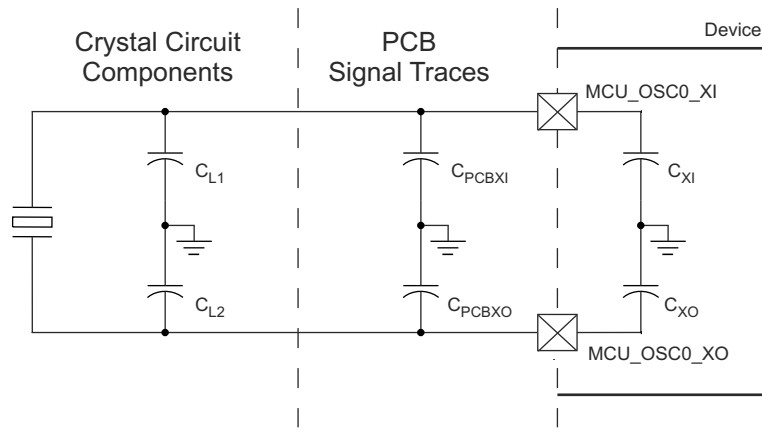 Crystal Circuit
Components
PCB
Signal Traces
Device
MCU_OSC0_XI
CL1
CPCBXI
CXI
CL2
CPCBXO
CXO
MCU_OSC0_XO